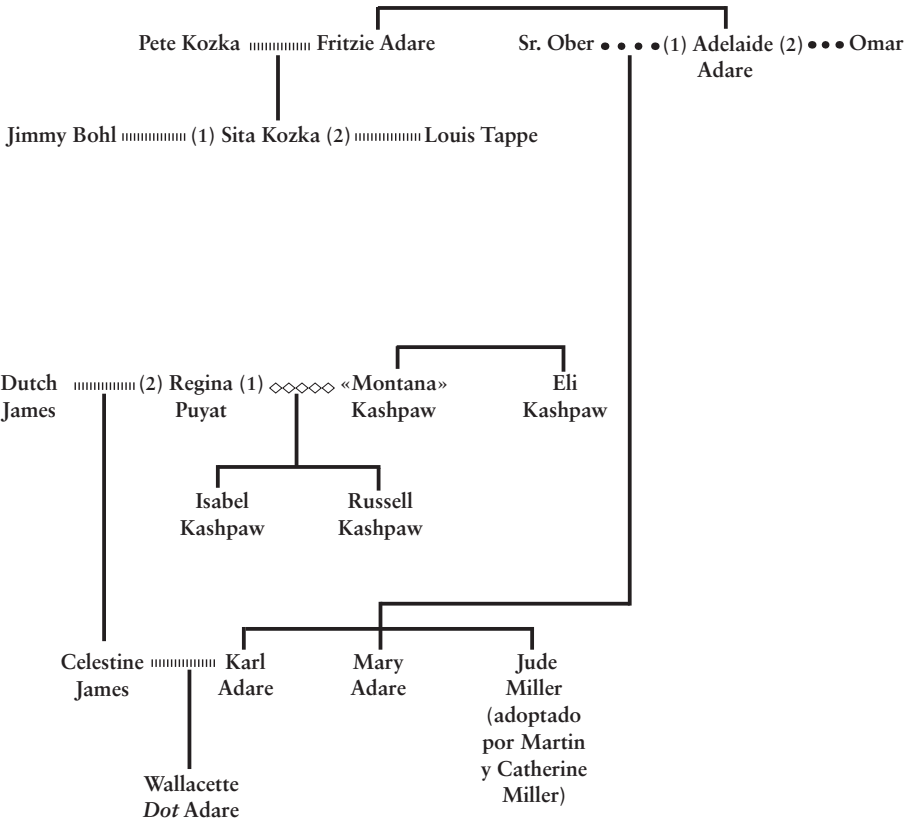 Pete Kozka Fritzie Adare Sr. Ober (1) Adelaide (2) Omar
Adare
Jimmy Bohl (1) Sita Kozka (2) Louis Tappe
Dutch (2) Regina (1) «Montana» Eli
James Puyat Kashpaw Kashpaw
Isabel Russell
Kashpaw Kashpaw
Celestine Karl Mary Jude
James Adare Adare Miller
(adoptado
por Martin
y Catherine
Miller)
Wallacette
Dot Adare